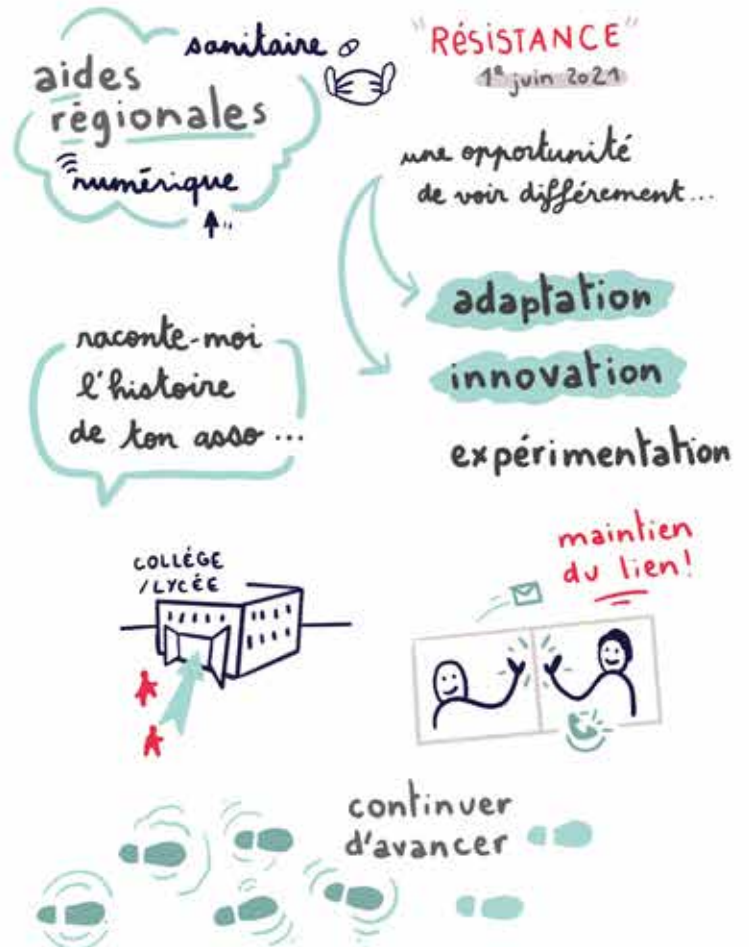 sanitaire
aides
régionales
numérique
"RÉSISTANCE"
1er juin 2021
une opportunité
de voir différement...
adaptation
innovation
expérimentation
raconte-moi
l'histoire
de ton asso...
COLLÉGE
/LYCÉE
maintien
du lien!
continuer
d'avancer